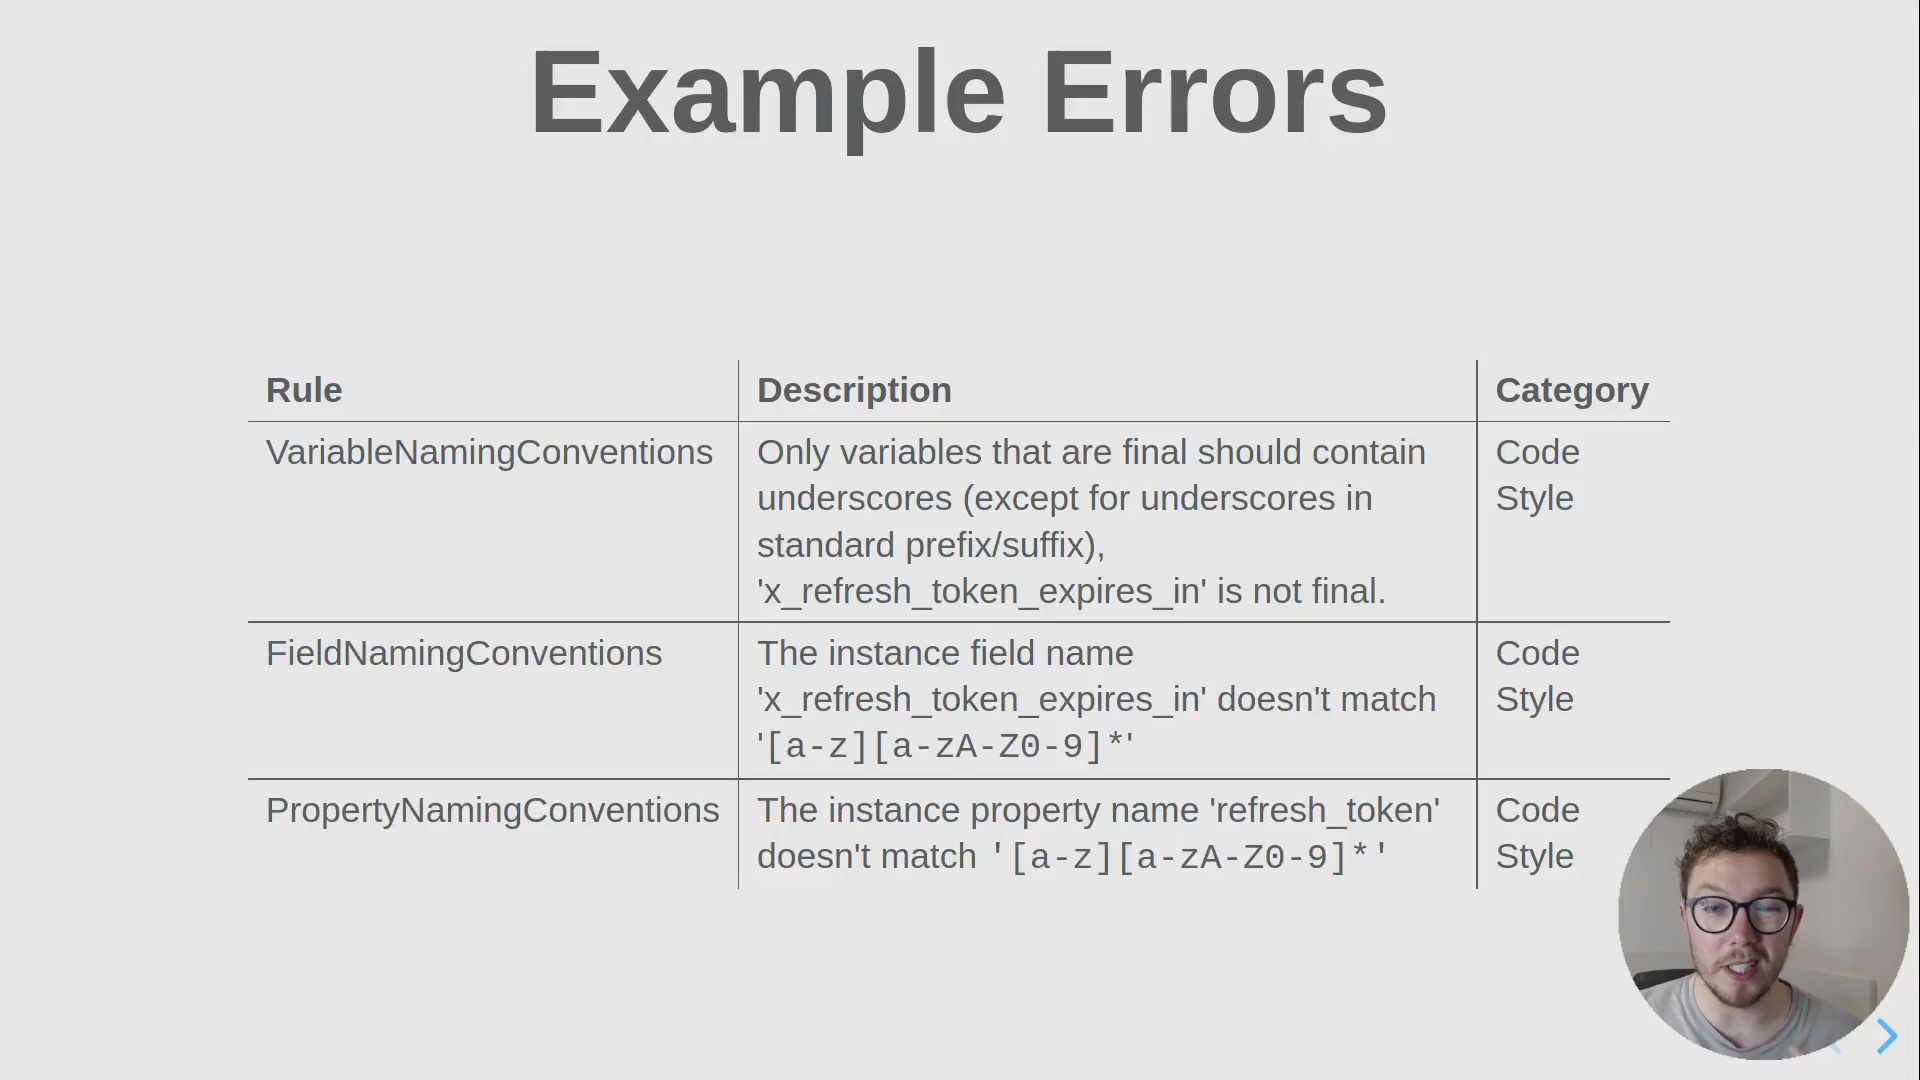 Example Errors
Rule
Description
Category
VariableNamingConventions
Only variables that are final should contain
underscores (except for underscores in
standard prefix/suffix),
'x_refresh_token_expires_in' is not final.
Code
Style
FieldNamingConventions
The instance field name
'x_refresh_token_expires_in' doesn't match
'[a-z][a-zA-Z0-9]*'
Code
Style
PropertyNamingConventions
The instance property name 'refresh_token'
doesn't match '[a-z][a-zA-Z0-9]*'
Code
Style